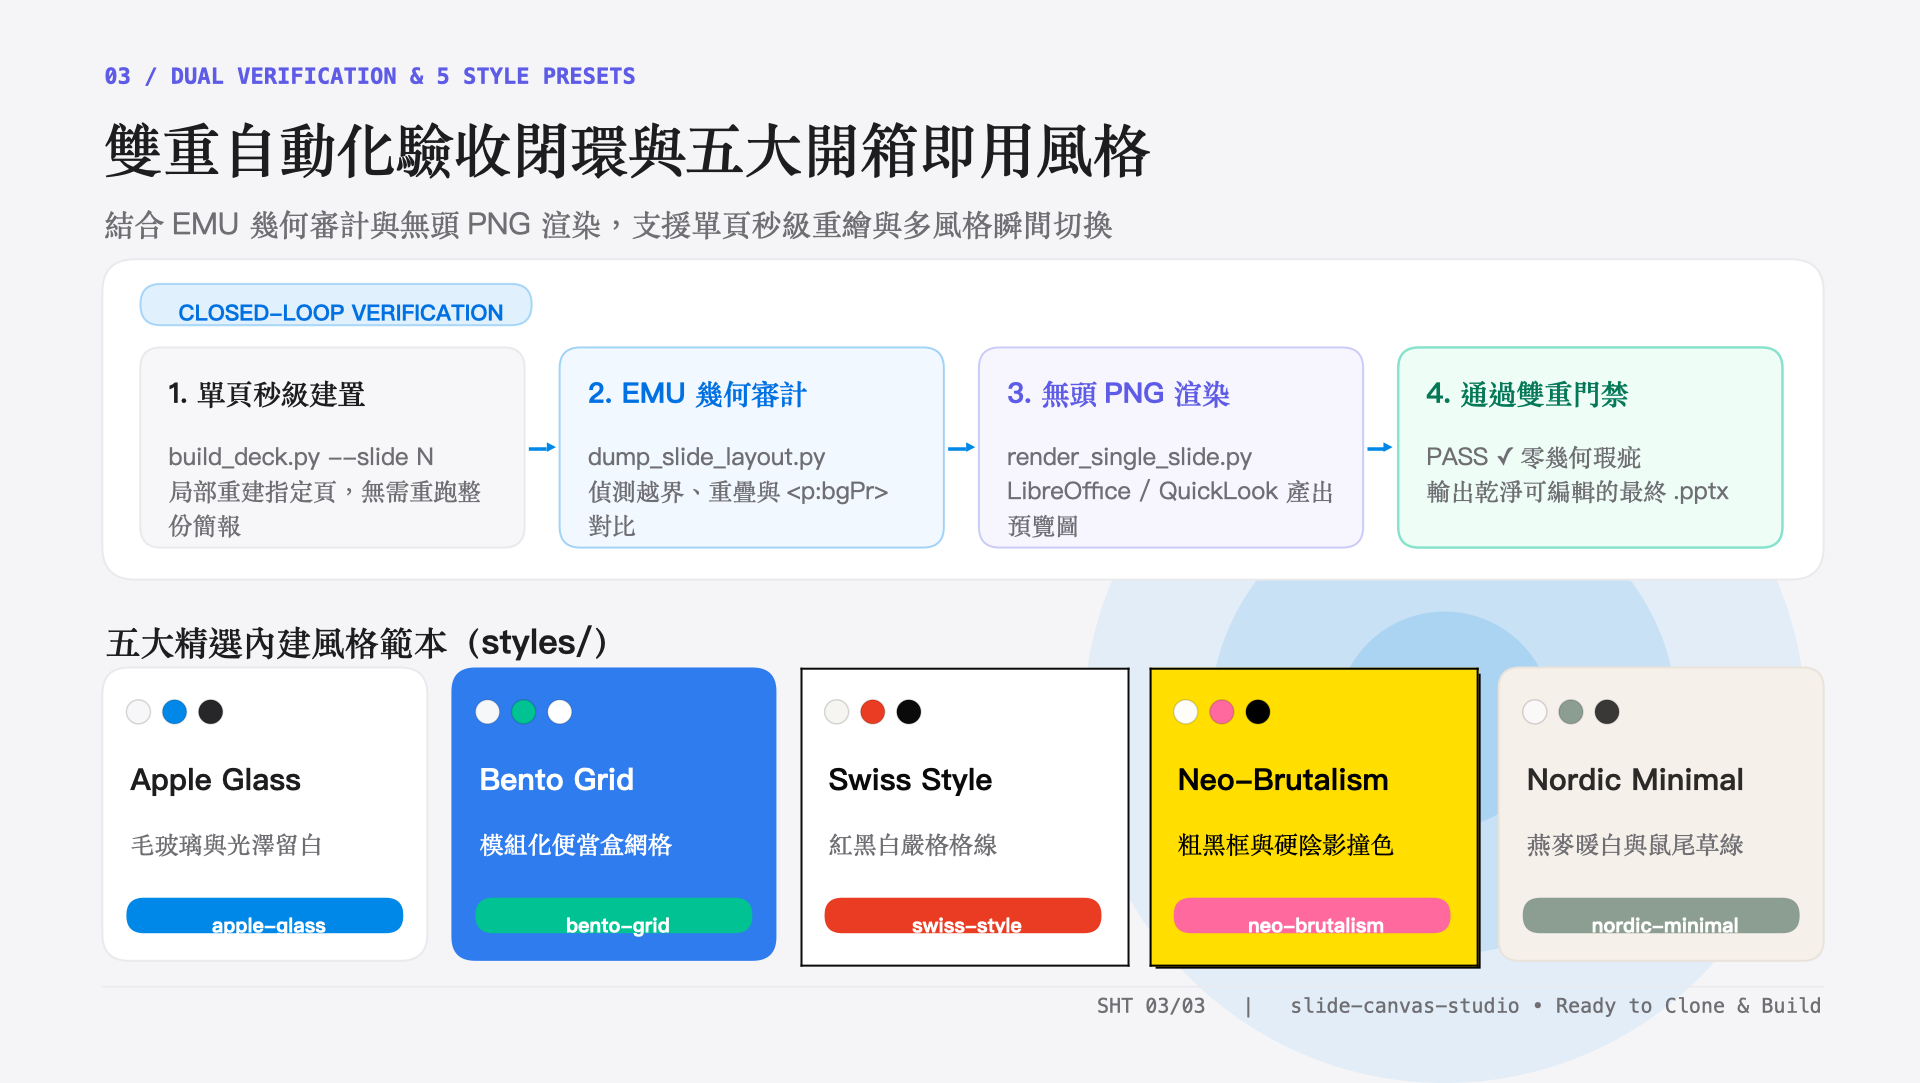 03 / DUAL VERIFICATION & 5 STYLE PRESETS
雙重自動化驗收閉環與五大開箱即用風格
結合 EMU 幾何審計與無頭 PNG 渲染，支援單頁秒級重繪與多風格瞬間切換
CLOSED-LOOP VERIFICATION
1. 單頁秒級建置
build_deck.py --slide N
局部重建指定頁，無需重跑整
份簡報
2. EMU 幾何審計
dump_slide_layout.py
偵測越界、重疊與 <p:bgPr>
對比
3. 無頭 PNG 渲染
render_single_slide.py
LibreOffice / QuickLook 產出
預覽圖
4. 通過雙重門禁
PASS ✓ 零幾何瑕疵
輸出乾淨可編輯的最終 .pptx
五大精選內建風格範本（styles/）
Apple Glass
毛玻璃與光澤留白
apple-glass
Bento Grid
模組化便當盒網格
bento-grid
Swiss Style
紅黑白嚴格格線
swiss-style
Neo-Brutalism
粗黑框與硬陰影撞色
neo-brutalism
Nordic Minimal
燕麥暖白與鼠尾草綠
nordic-minimal
SHT 03/03 | slide-canvas-studio • Ready to Clone & Build